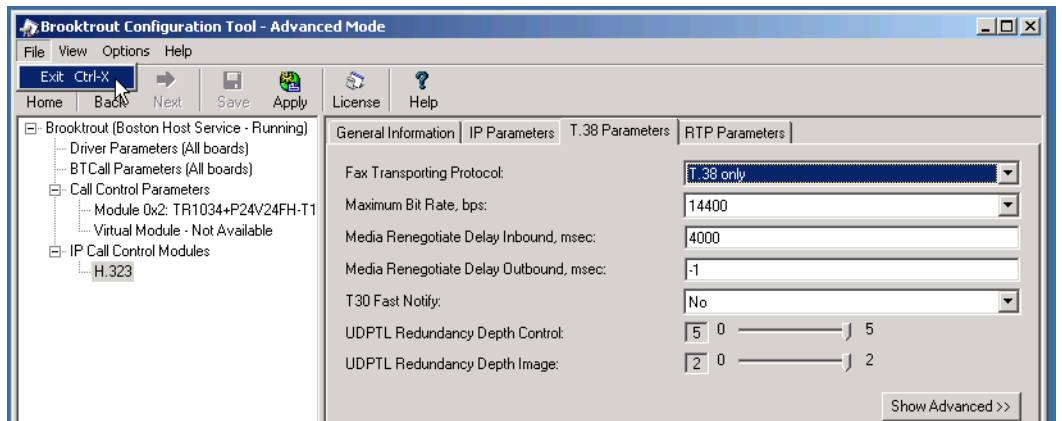 Brooktrout Configuration Tool - Advanced Mode
File View Options Help
Exit Ctrl-X
Home Back Next Save Apply License Help
Brooktrout (Boston Host Service - Running)
Driver Parameters (All boards)
BTCall Parameters (All boards)
Call Control Parameters
Module 0x2: TR1034+P24V24FH-T1
Virtual Module - Not Available
IP Call Control Modules
H.323
General Information IP Parameters T.38 Parameters RTP Parameters
Fax Transporting Protocol: T.38 only
Maximum Bit Rate, bps: 14400
Media Renegotiate Delay Inbound, msec: 4000
Media Renegotiate Delay Outbound, msec: -1
T30 Fast Notify: No
UDPTL Redundancy Depth Control: 5 0 5
UDPTL Redundancy Depth Image: 2 0 2
Show Advanced >>